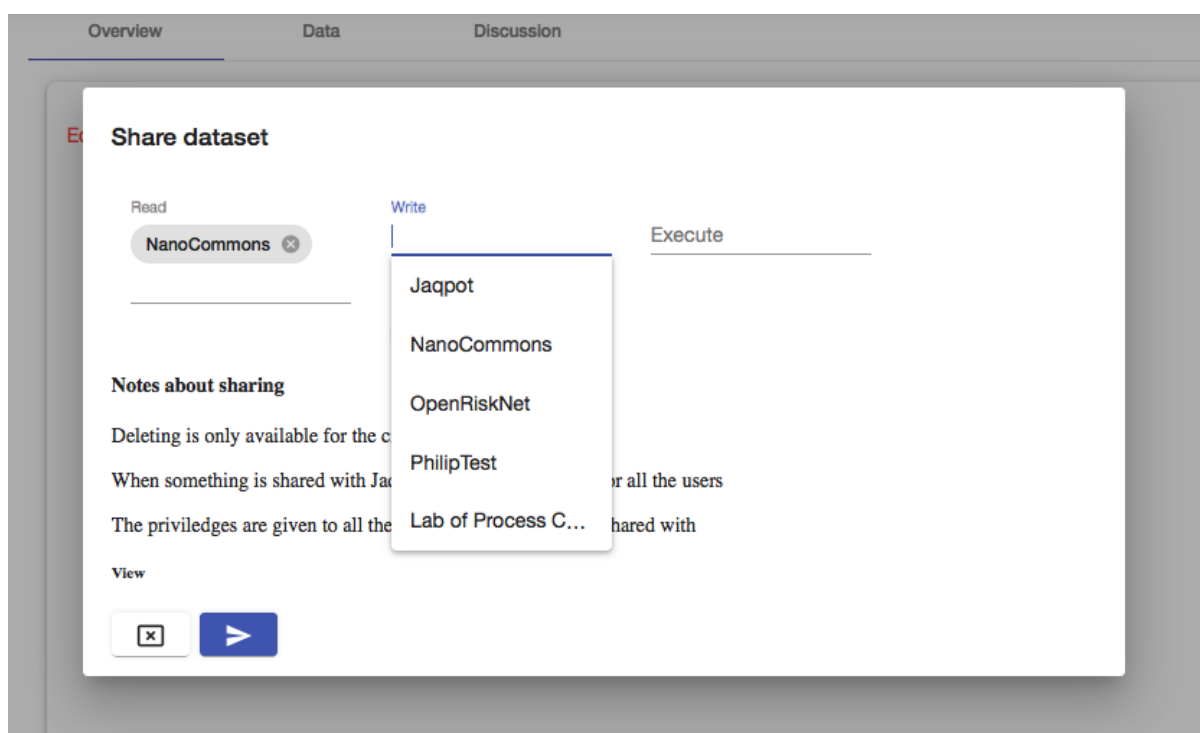 Overview Data Discussion
Share dataset
Read Write
NanoCommons
Execute
Jaqpot
NanoCommons
OpenRiskNet
PhilipTest
Lab of Process C...
Notes about sharing
Deleting is only available for the
When something is shared with all the users
The priviledges are given to all the hared with
View